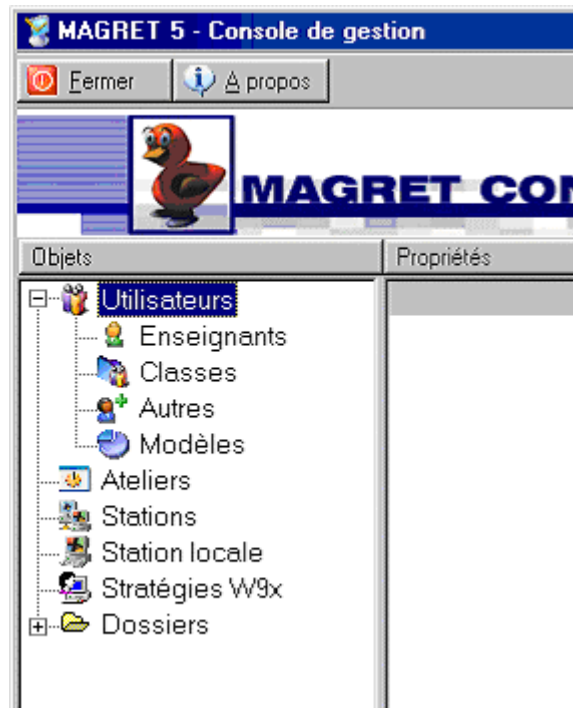 MAGRET 5 - Console de gestion
Fermer A propos
MAGRET CON
Objets Propriétés
Utilisateurs
Enseignants
Classes
Autres
Modèles
Ateliers
Stations
Station locale
Stratégies W9x
Dossiers